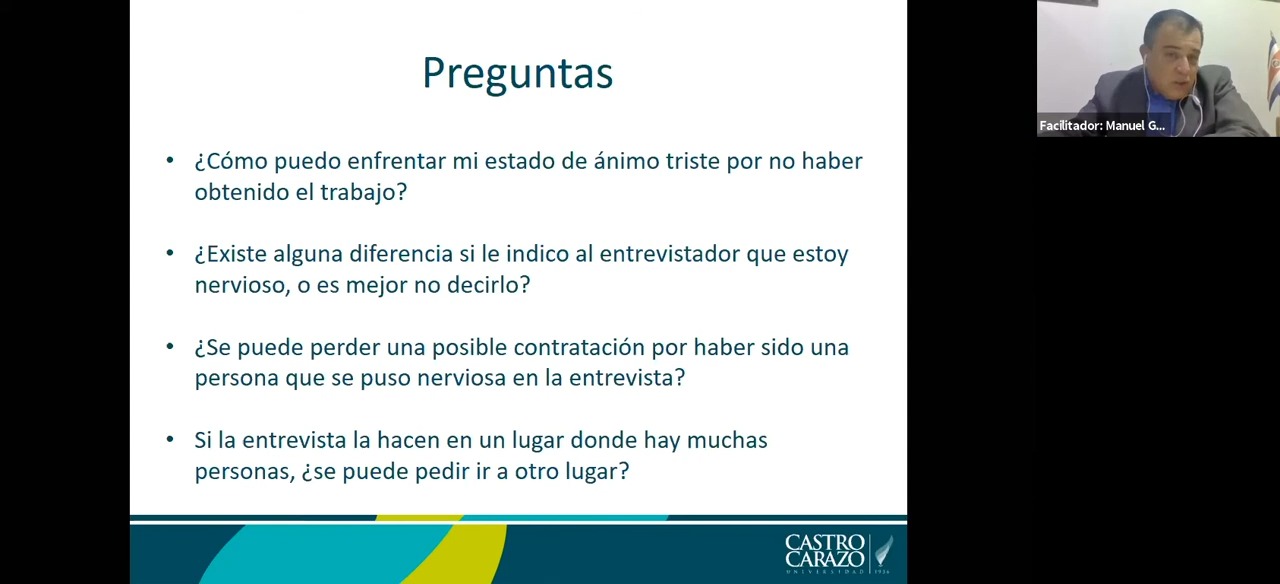 Preguntas
• ¿Cómo puedo enfrentar mi estado de ánimo triste por no haber
obtenido el trabajo?
• ¿Existe alguna diferencia si le indico al entrevistador que estoy
nervioso, o es mejor no decirlo?
• ¿Se puede perder una posible contratación por haber sido una
persona que se puso nerviosa en la entrevista?
• Si la entrevista la hacen en un lugar donde hay muchas
personas, ¿se puede pedir ir a otro lugar?
CASTRO
CARAZO
UNIVERSIDAD 1936
Facilitador: Manuel G...